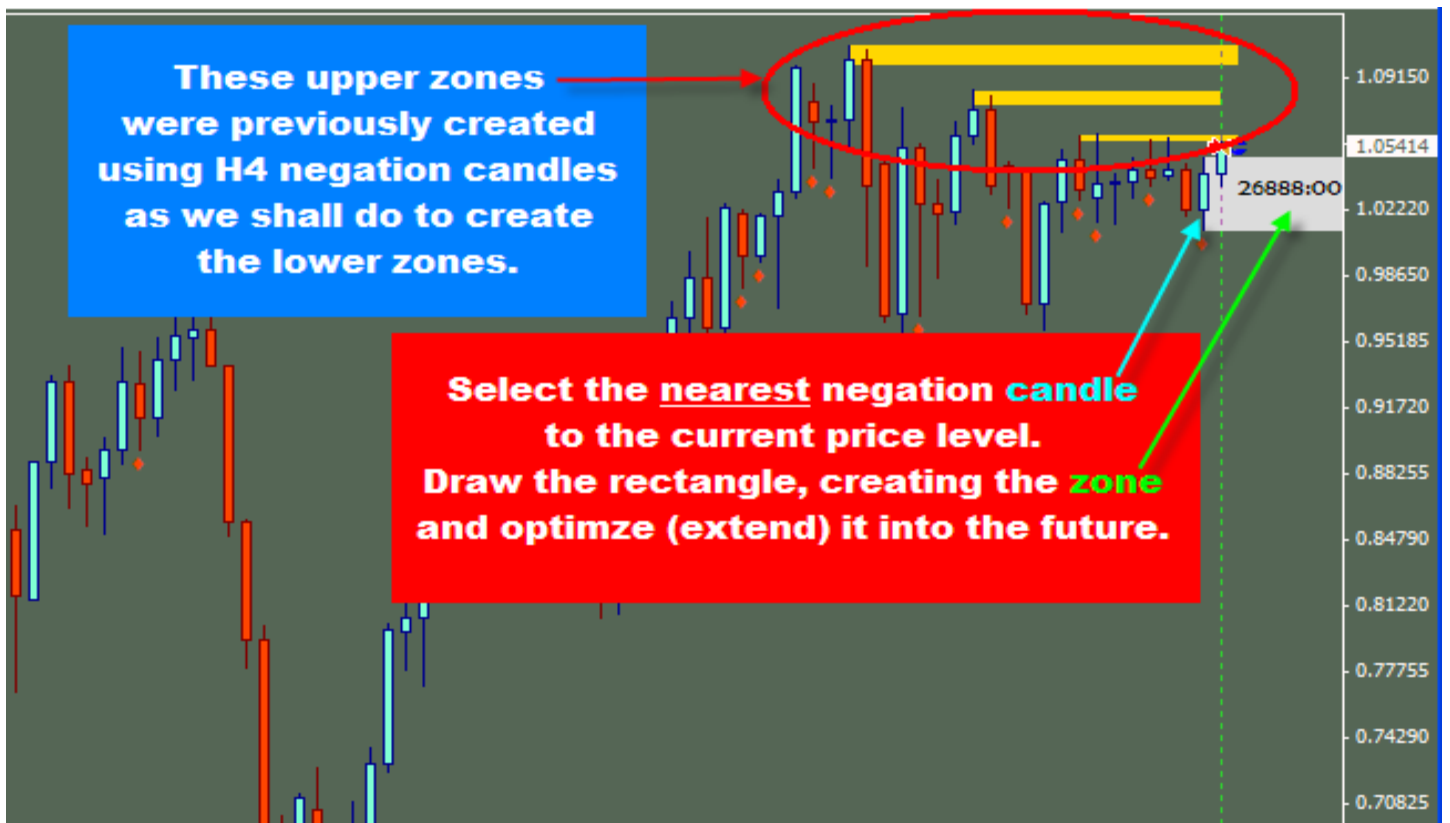 These upper zones
were previously created
using H4 negation candles
as we shall do to create
the lower zones.
1.09150
1.05414
26888:00
1.02220
0.98650
0.95185
Select the nearest negation candle
to the current price level.
Draw the rectangle, creating the zone
and optimze (extend) it into the future.
0.91720
0.88255
0.84790
0.81220
0.77755
0.74290
0.70825